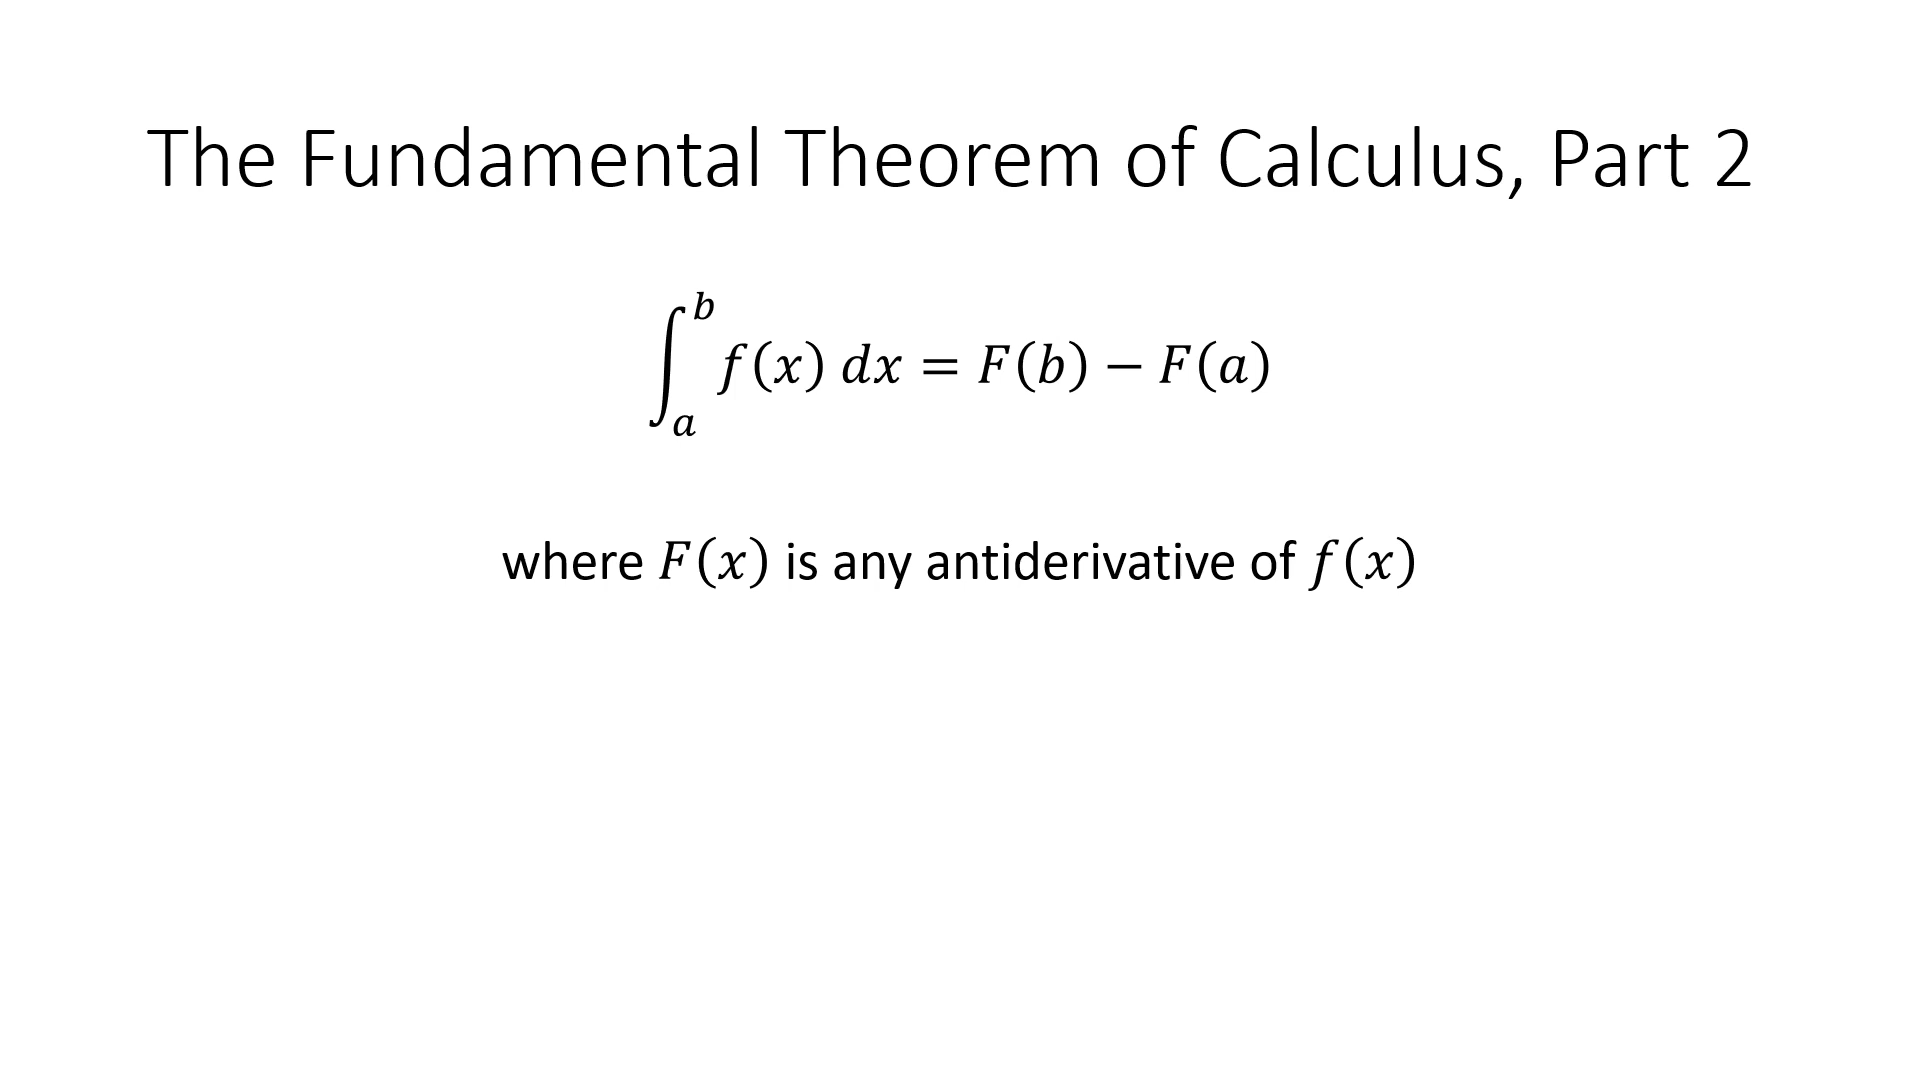 The Fundamental Theorem of Calculus, Part 2
∫_a^b f(x) dx = F(b) − F(a)
where F(x) is any antiderivative of f(x)